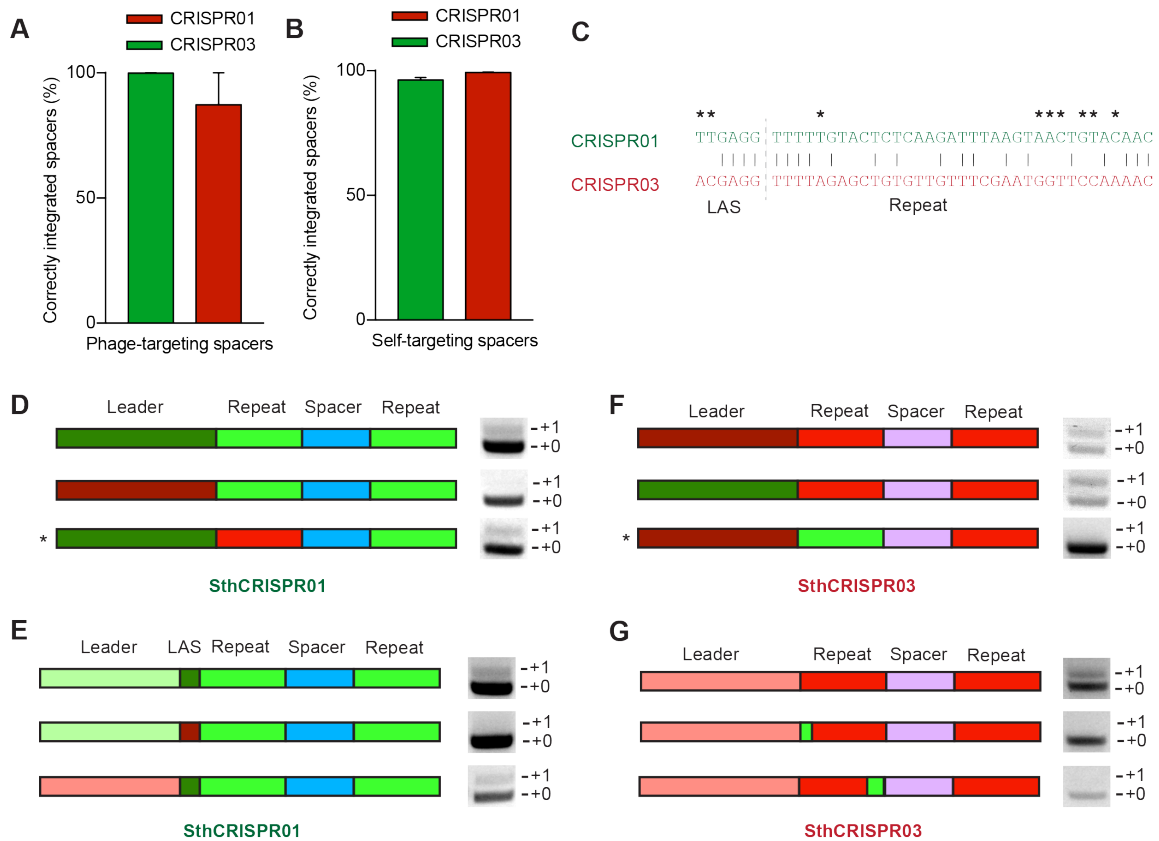 A
CRISPR01
CRISPR03
Correctly integrated spacers (%)
100
50
0
Phage-targeting spacers
B
CRISPR01
CRISPR03
Correctly integrated spacers (%)
100
50
0
Self-targeting spacers
C
** * *** ** *
CRISPR01 TTGAGG TTTTTGTACTCTCAAGATTTAAGTAACTGTACAAC
CRISPR03 ACGAGG TTTTAGAGCTGTGTTGTTTCGAATGGTTCCAAAAC
LAS Repeat
D
Leader Repeat Spacer Repeat
+1
+0
+1
+0
*
+1
+0
SthCRISPR01
F
Leader Repeat Spacer Repeat
+1
+0
+1
+0
*
+1
+0
SthCRISPR03
E
Leader LAS Repeat Spacer Repeat
+1
+0
+1
+0
+1
+0
SthCRISPR01
G
Leader Repeat Spacer Repeat
+1
+0
+1
+0
+1
+0
SthCRISPR03